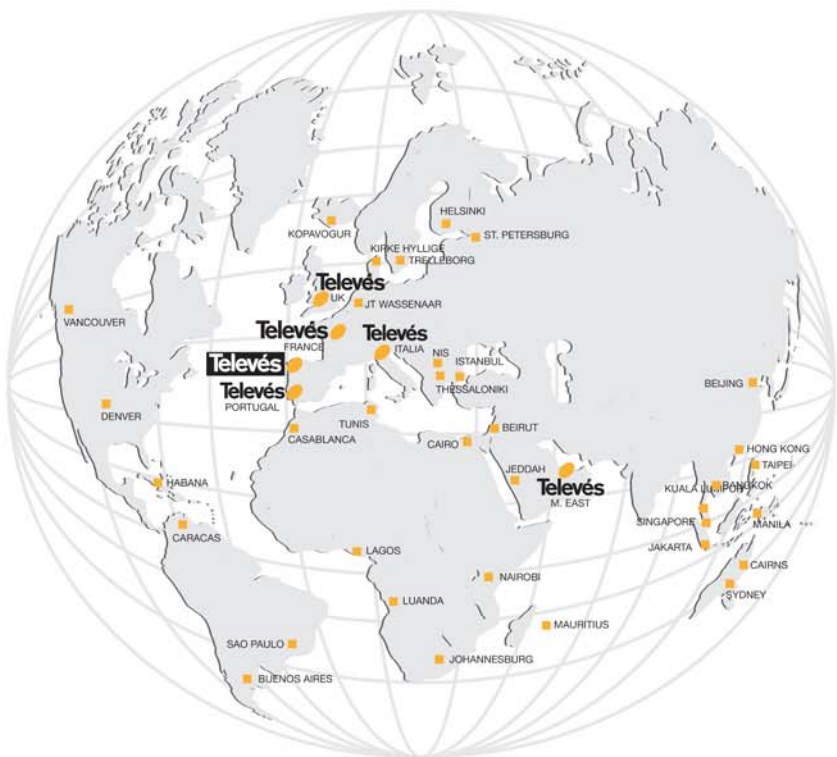 HELSINKI
ST. PETERSBURG
KOPAVOGUR
KIRKE HYLLIGE
TRELLEBORG
Televés
UK
JT WASSENAAR
VANCOUVER
Televés
FRANCE
Televés
ITALIA
NIS
ISTANBUL
Televés
THESSALONIKI
BEIJING
Televés
PORTUGAL
DENVER
TUNIS
CASABLANCA
CAIRO
BEIRUT
HONG KONG
TAIPEI
JEDDAH
HABANA
Televés
M. EAST
BANGKOK
KUALA LUMPOR
SINGAPORE
MANILA
CARACAS
JAKARTA
LAGOS
CAIRNS
NAIROBI
SYDNEY
LUANDA
MAURITIUS
SAO PAULO
JOHANNESBURG
BUENOS AIRES